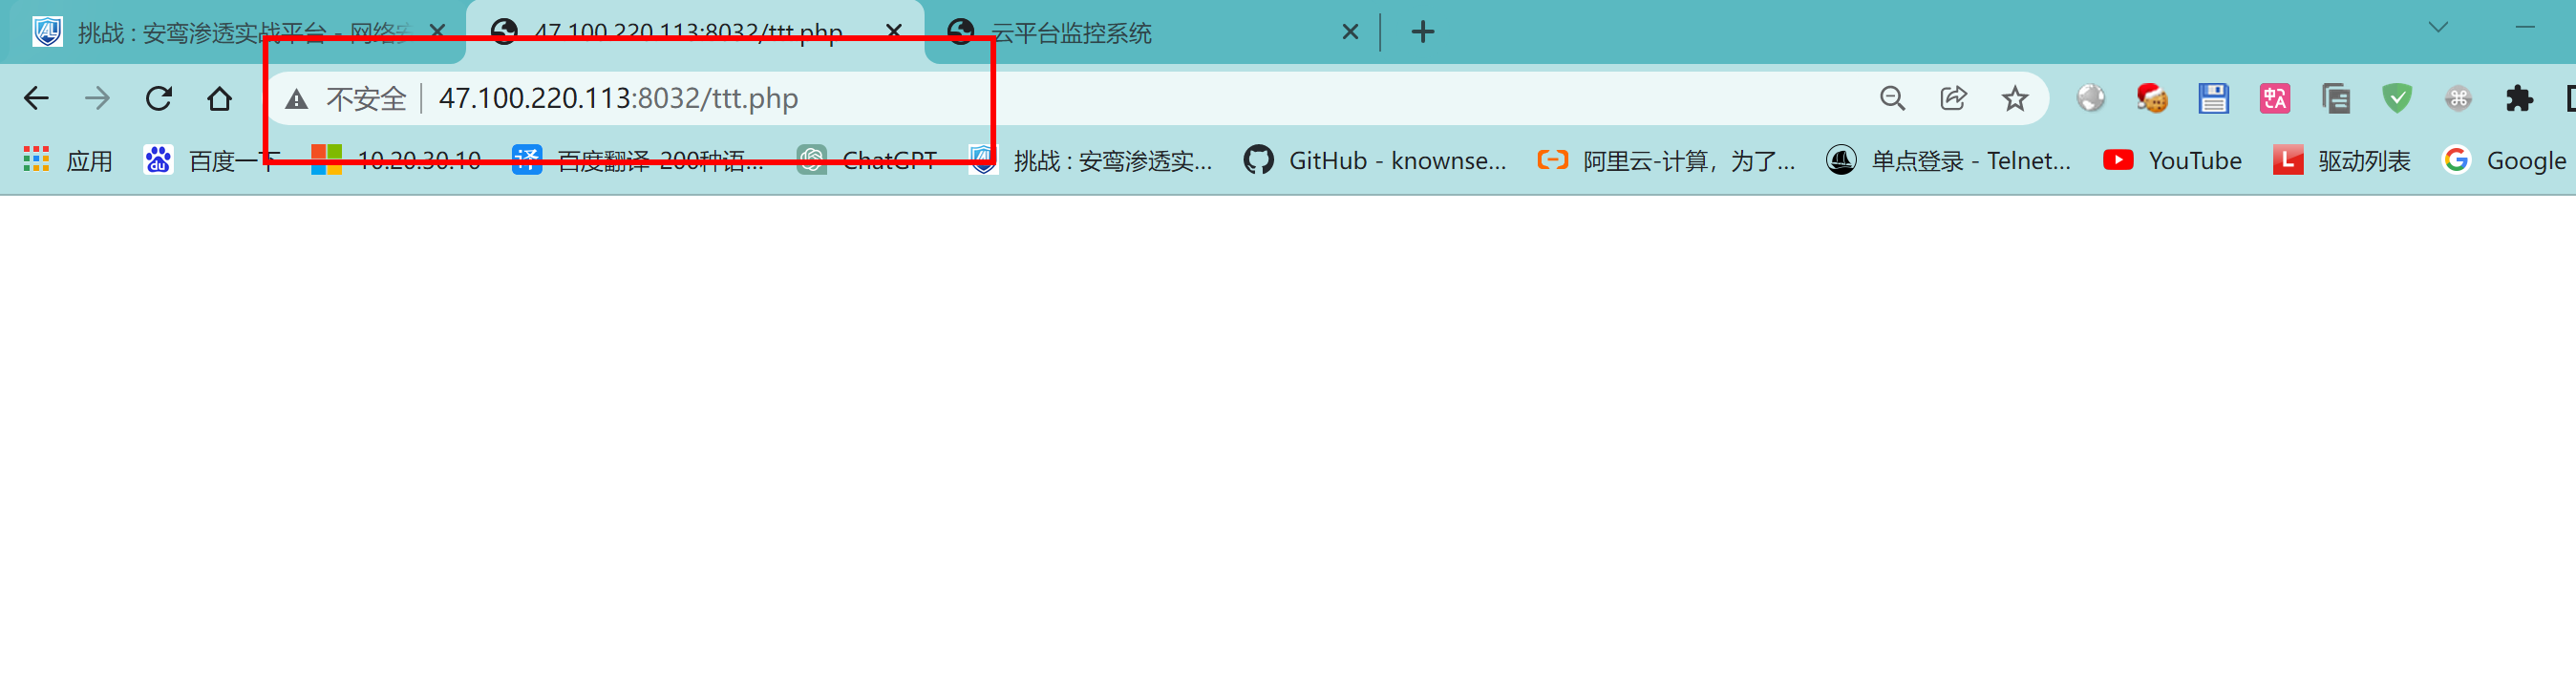 挑战 : 安鸾渗透实战平台 - 网络安
47.100.220.113:8032/ttt.php
云平台监控系统
不安全 47.100.220.113:8032/ttt.php
应用 百度一下 10.20.30.10 百度翻译-200种语... ChatGPT 挑战 : 安鸾渗透实... GitHub - knownse... 阿里云-计算，为了... 单点登录 - Telnet... YouTube 驱动列表 Google